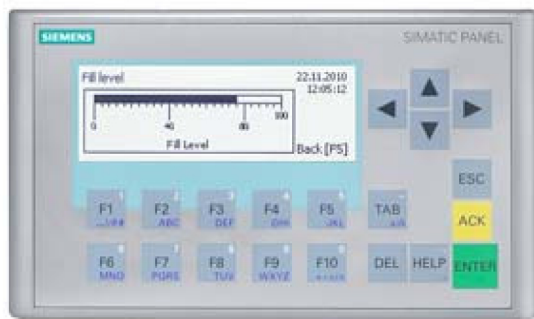 SIEMENS
SIMATIC PANEL
Fill level
22.11.2010
12:05:12
0 40 80 100
Fill Level
Back [F5]
ESC
F1 F2 F3 F4 F5 TAB
ABC DEF GHI JKL
ACK
F6 F7 F8 F9 F10 DEL HELP ENTER
MNO PQRS TUV WXYZ